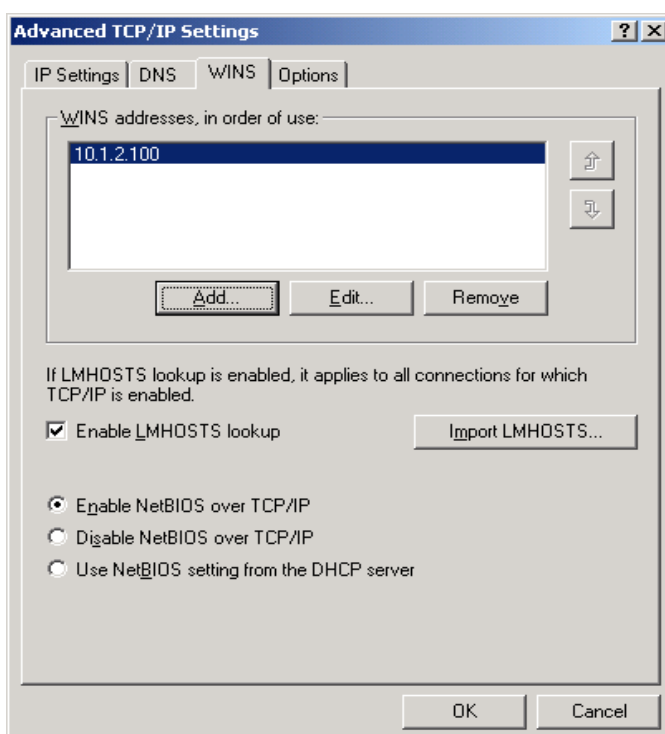 Advanced TCP/IP Settings
IP Settings DNS WINS Options
WINS addresses, in order of use:
10.1.2.100
Add... Edit... Remove
If LMHOSTS lookup is enabled, it applies to all connections for which
TCP/IP is enabled.
Enable LMHOSTS lookup Import LMHOSTS...
Enable NetBIOS over TCP/IP
Disable NetBIOS over TCP/IP
Use NetBIOS setting from the DHCP server
OK Cancel